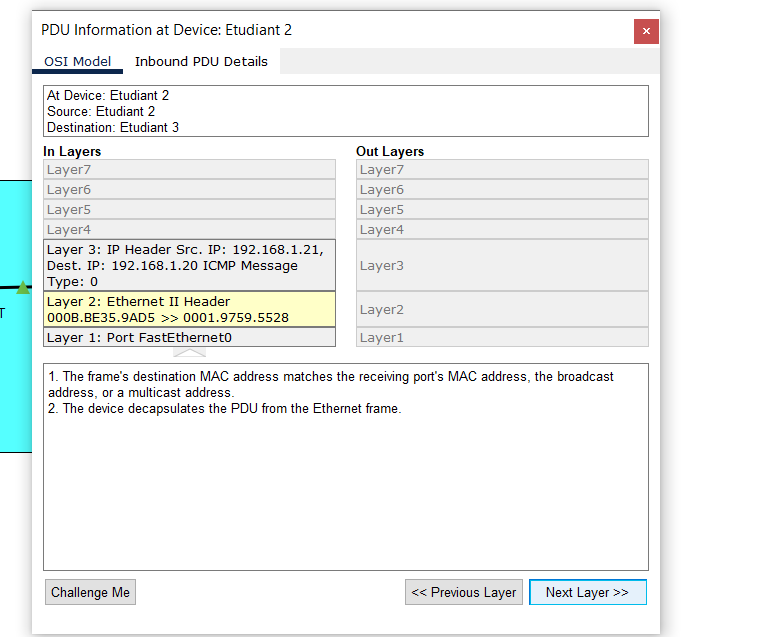 PDU Information at Device: Etudiant 2
×
OSI Model
Inbound PDU Details
At Device: Etudiant 2
Source: Etudiant 2
Destination: Etudiant 3
In Layers
Layer7
Layer6
Layer5
Layer4
Layer 3: IP Header Src. IP: 192.168.1.21,
Dest. IP: 192.168.1.20 ICMP Message
Type: 0
Layer 2: Ethernet II Header
000B.BE35.9AD5 >> 0001.9759.5528
Layer 1: Port FastEthernet0
Out Layers
Layer7
Layer6
Layer5
Layer4
Layer3
Layer2
Layer1
T
1. The frame's destination MAC address matches the receiving port's MAC address, the broadcast
address, or a multicast address.
2. The device decapsulates the PDU from the Ethernet frame.
Challenge Me
<< Previous Layer
Next Layer >>